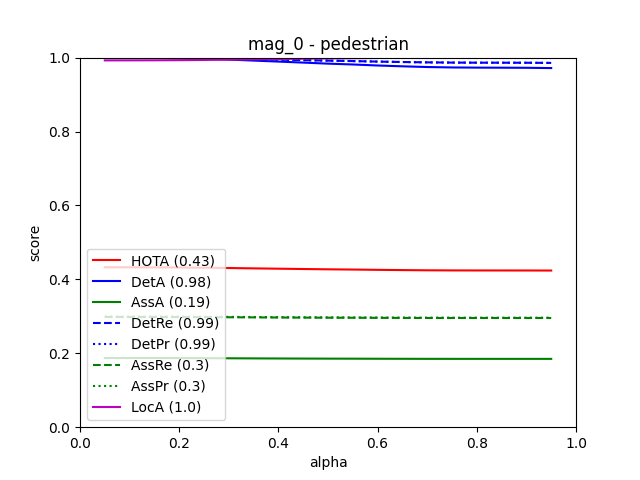 mag_0 - pedestrian
1.0
0.8
0.6
0.4
0.2
0.0
score
HOTA (0.43)
DetA (0.98)
AssA (0.19)
DetRe (0.99)
DetPr (0.99)
AssRe (0.3)
AssPr (0.3)
LocA (1.0)
0.0 0.2 0.4 0.6 0.8 1.0
alpha